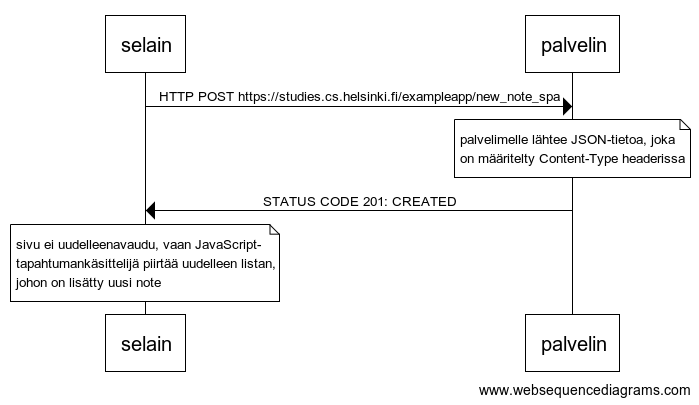 selain
palvelin
HTTP POST https://studies.cs.helsinki.fi/exampleapp/new_note_spa
palvelimelle lähtee JSON-tietoa, joka
on määritelty Content-Type headerissa
STATUS CODE 201: CREATED
sivu ei uudelleenavaudu, vaan JavaScript-
tapahtumankäsittelijä piirtää uudelleen listan,
johon on lisätty uusi note
selain
palvelin
www.websequencediagrams.com